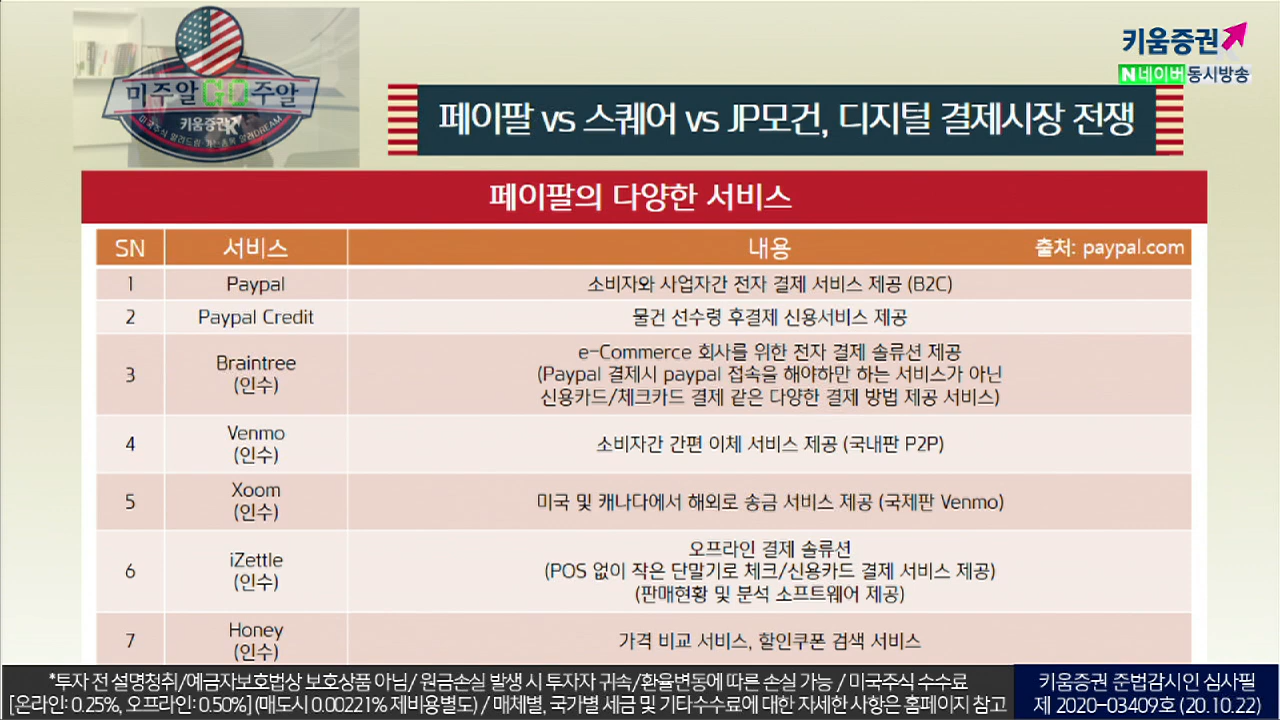 미주알GO주알
키움증권
키움증권
N네이버 동시방송
페이팔 vs 스퀘어 vs JP모건, 디지털 결제시장 전쟁
페이팔의 다양한 서비스
SN 서비스 내용 출처: paypal.com
1 Paypal 소비자와 사업자간 전자 결제 서비스 제공 (B2C)
2 Paypal Credit 물건 선수령 후결제 신용서비스 제공
3 Braintree (인수) e-Commerce 회사를 위한 전자 결제 솔류션 제공
(Paypal 결제시 paypal 접속을 해야하만 하는 서비스가 아닌
신용카드/체크카드 결제 같은 다양한 결제 방법 제공 서비스)
4 Venmo (인수) 소비자간 간편 이체 서비스 제공 (국내판 P2P)
5 Xoom (인수) 미국 및 캐나다에서 해외로 송금 서비스 제공 (국제판 Venmo)
6 iZettle (인수) 오프라인 결제 솔류션
(POS 없이 작은 단말기로 체크/신용카드 결제 서비스 제공)
(판매현황 및 분석 소프트웨어 제공)
7 Honey (인수) 가격 비교 서비스, 할인쿠폰 검색 서비스
*투자 전 설명청취/예금자보호법상 보호상품 아님/ 원금손실 발생 시 투자자 귀속/환율변동에 따른 손실 가능 / 미국주식 수수료
[온라인: 0.25%, 오프라인: 0.50%] (매도시 0.00221% 제비용별도) / 매체별, 국가별 세금 및 기타수수료에 대한 자세한 사항은 홈페이지 참고
키움증권 준법감시인 심사필
제 2020-03409호 (20.10.22)